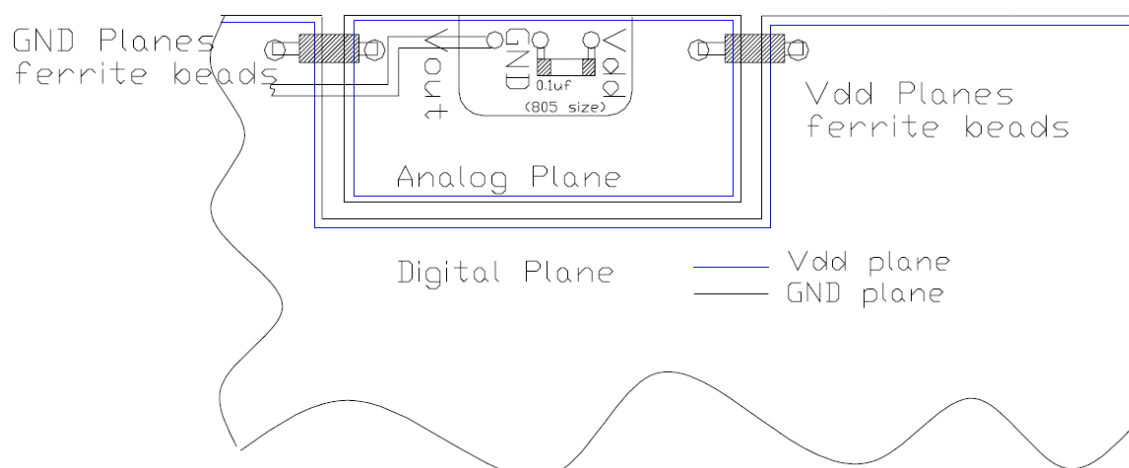 GND Planes
ferrite beads
Vout
GND
Vdd
0.1uf
(805 size)
Vdd Planes
ferrite beads
Analog Plane
Digital Plane
Vdd plane
GND plane